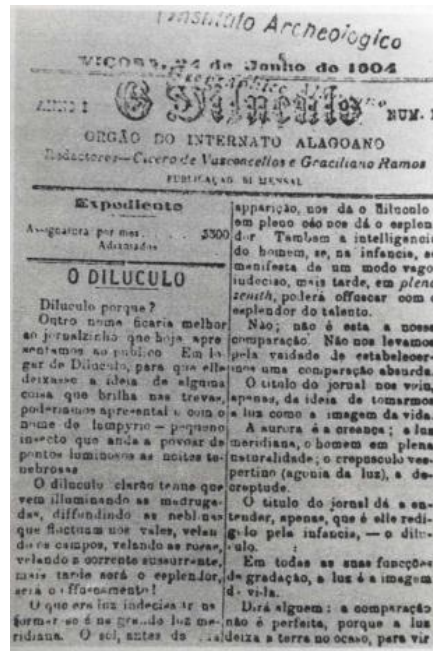 Instituto Archeologico
VIÇOSA, 24 de Junho de 1904
ANNO I O Diluculo NUM. 1
ORGÃO DO INTERNATO ALAGOANO
Redactores—Cicero de Vasconcellos e Graciliano Ramos
PUBLICAÇÃO BI MENSAL
Expediente
Assignatura por mez $300
Adiantados
O DILUCULO
Diluculo porque?
Outro nome ficaria melhor
ao jornalzinho que hoje apre
sentamos ao publico Em lo
gar de Diluculo, para que elle
deixasse a ideia de alguma
cousa que brilha nas trevas,
poderiamos apresental o com o
nome de lampyrio — pequeno
insecto que anda a povoar de
pontos luminosos as noites te-
nebrosas
O diluculo clarão tenue que
vem illuminando as madruga-
das, diffundindo as neblinas
que fluctuam nos vales, velan
do os campos, velando as rosas,
velando a corrente susurrante,
mais tarde será o esplendor,
será o offuscamento!
O que era luz indecisa ir
formar se á na grande luz me-
ridiana. O sol, antes da
apparição, nos dá o diluculo
em pleno céo nos dá o esplen
dor Tambem a intelligencia
do homem, se, na infancia, se
manifesta de um modo vago
indeciso, mais tarde, em plena
zenith, poderá offuscar com o
esplendor do talento.
Não; não é esta a nossa
comparação. Não nos levamos
pela vaidade de estabelecer-
mos uma comparação absurda.
O titulo do jornal nos veiu,
apenas, da ideia de tomarmos
a luz como a imagem da vida.
A aurora é a creança; a luz
meridiana, o homem em plena
naturalidade; o crepusculo ves-
pertino (agonia da luz), a de-
creptude.
O titulo do jornal dá a en-
tender, apenas, que é elle redi-
gido pela infancia, — o dilu-
culo.
Em todas as suas funcções
de gradação, a luz é a imagem
da vida.
Dirá alguem: a comparação
não é perfeita, porque a luz
deixa a terra no ocaso, para vir